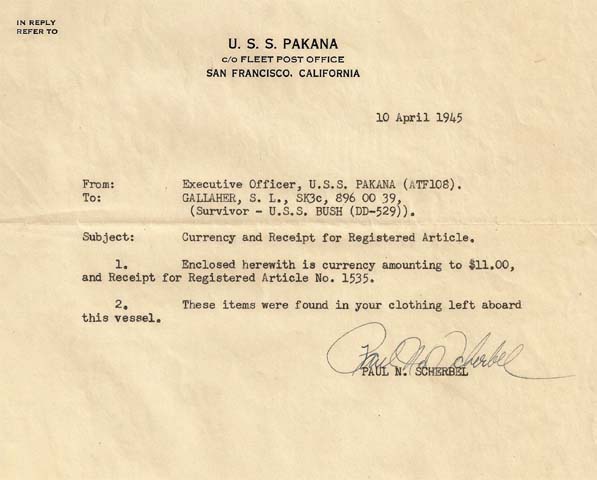 IN REPLY
REFER TO
U. S. S. PAKANA
c/o FLEET POST OFFICE
SAN FRANCISCO, CALIFORNIA
10 April 1945
From: Executive Officer, U.S.S. PAKANA (ATF108).
To: GALLAHER, S. L., SK3c, 896 00 39,
(Survivor - U.S.S. BUSH (DD-529)).
Subject: Currency and Receipt for Registered Article.
1. Enclosed herewith is currency amounting to $11.00,
and Receipt for Registered Article No. 1535.
2. These items were found in your clothing left aboard
this vessel.
Paul N. Scherbel
PAUL N. SCHERBEL